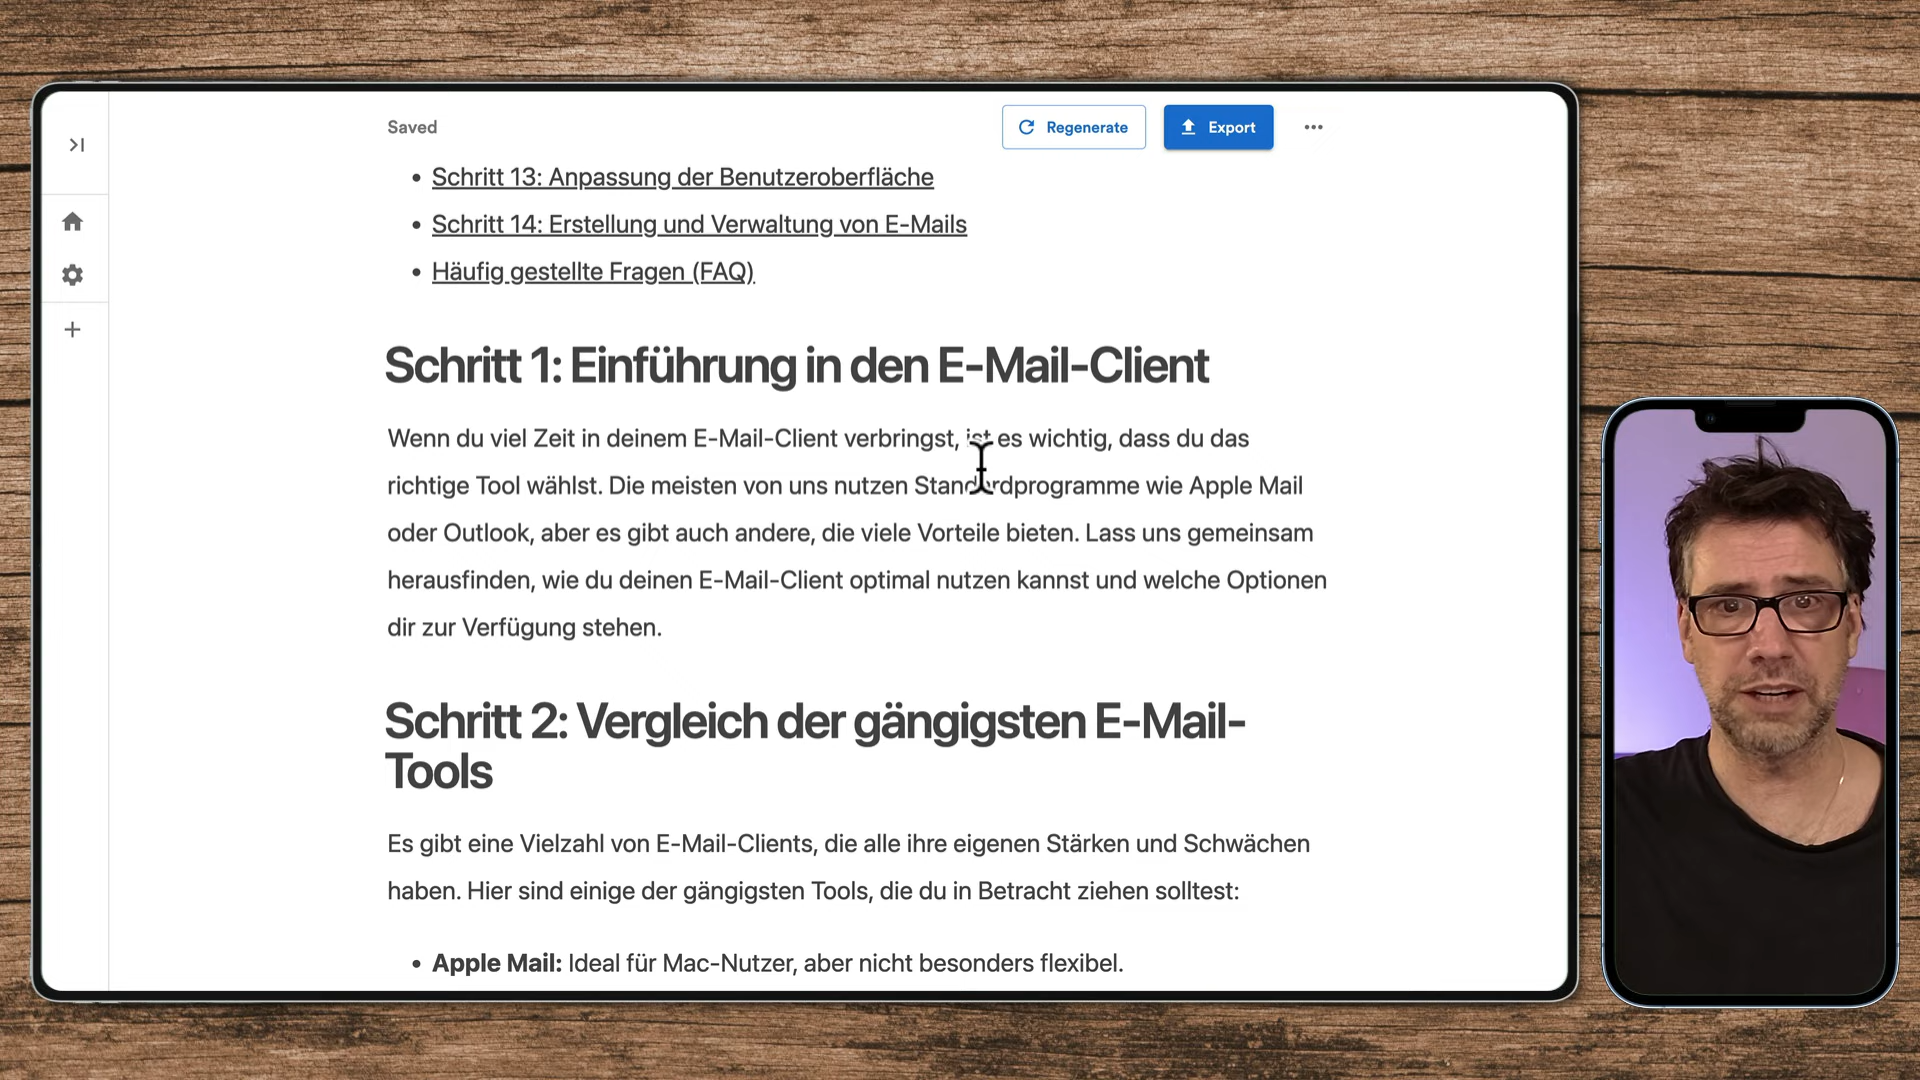 Saved
Regenerate
Export
Schritt 13: Anpassung der Benutzeroberfläche
Schritt 14: Erstellung und Verwaltung von E-Mails
Häufig gestellte Fragen (FAQ)
Schritt 1: Einführung in den E-Mail-Client
Wenn du viel Zeit in deinem E-Mail-Client verbringst, ist es wichtig, dass du das
richtige Tool wählst. Die meisten von uns nutzen Standardprogramme wie Apple Mail
oder Outlook, aber es gibt auch andere, die viele Vorteile bieten. Lass uns gemeinsam
herausfinden, wie du deinen E-Mail-Client optimal nutzen kannst und welche Optionen
dir zur Verfügung stehen.
Schritt 2: Vergleich der gängigsten E-Mail-
Tools
Es gibt eine Vielzahl von E-Mail-Clients, die alle ihre eigenen Stärken und Schwächen
haben. Hier sind einige der gängigsten Tools, die du in Betracht ziehen solltest:
Apple Mail: Ideal für Mac-Nutzer, aber nicht besonders flexibel.